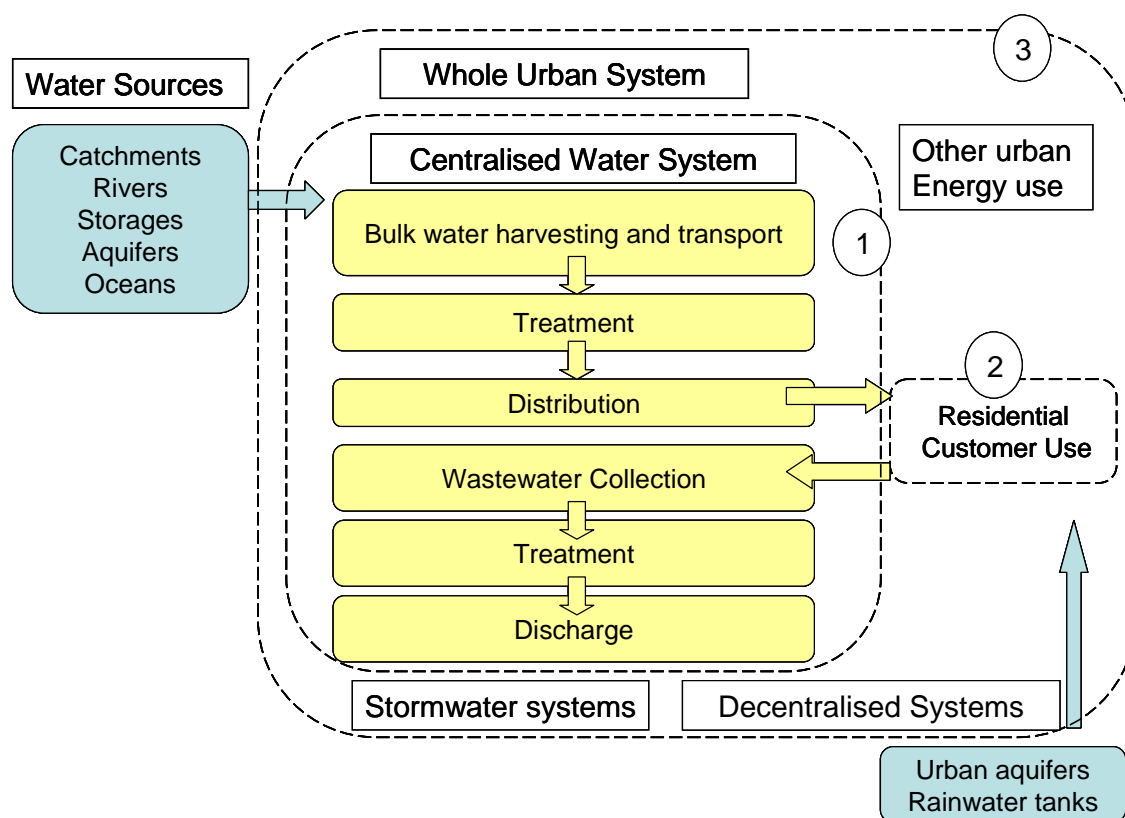 3
Water Sources
Whole Urban System
Catchments
Rivers
Storages
Aquifers
Oceans
Centralised Water System
Other urban
Energy use
Bulk water harvesting and transport
1
Treatment
2
Distribution
Residential
Customer Use
Wastewater Collection
Treatment
Discharge
Stormwater systems
Decentralised Systems
Urban aquifers
Rainwater tanks